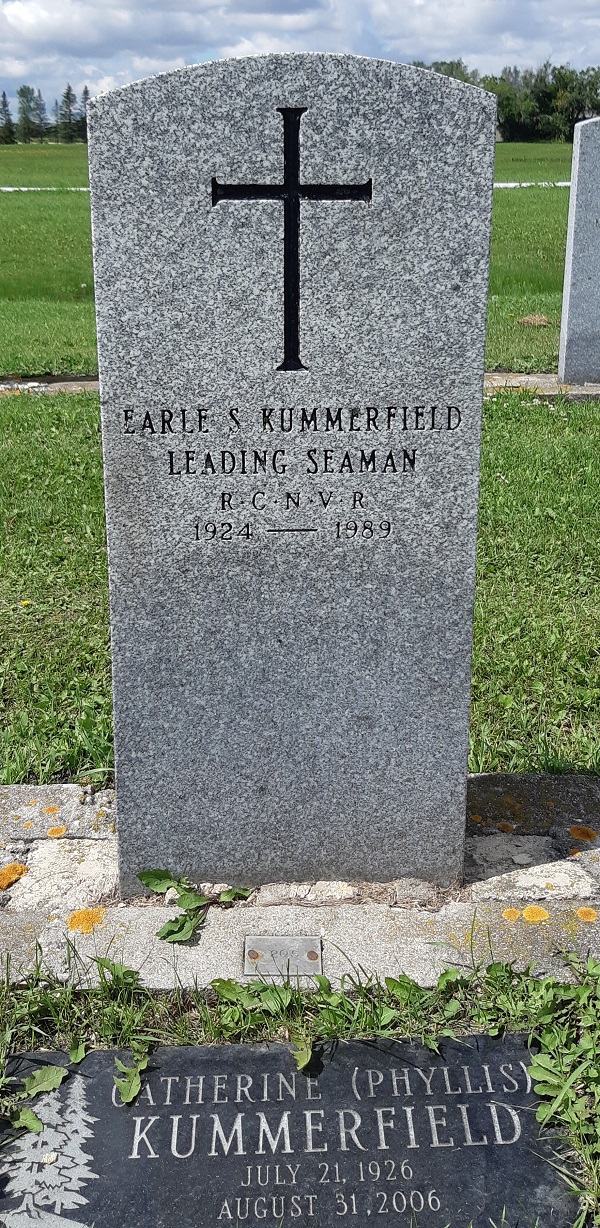 EARLE S KUMMERFIELD
LEADING SEAMAN
R·C·N·V·R
1924 — 1989
CATHERINE (PHYLLIS)
KUMMERFIELD
JULY 21, 1926
AUGUST 31, 2006